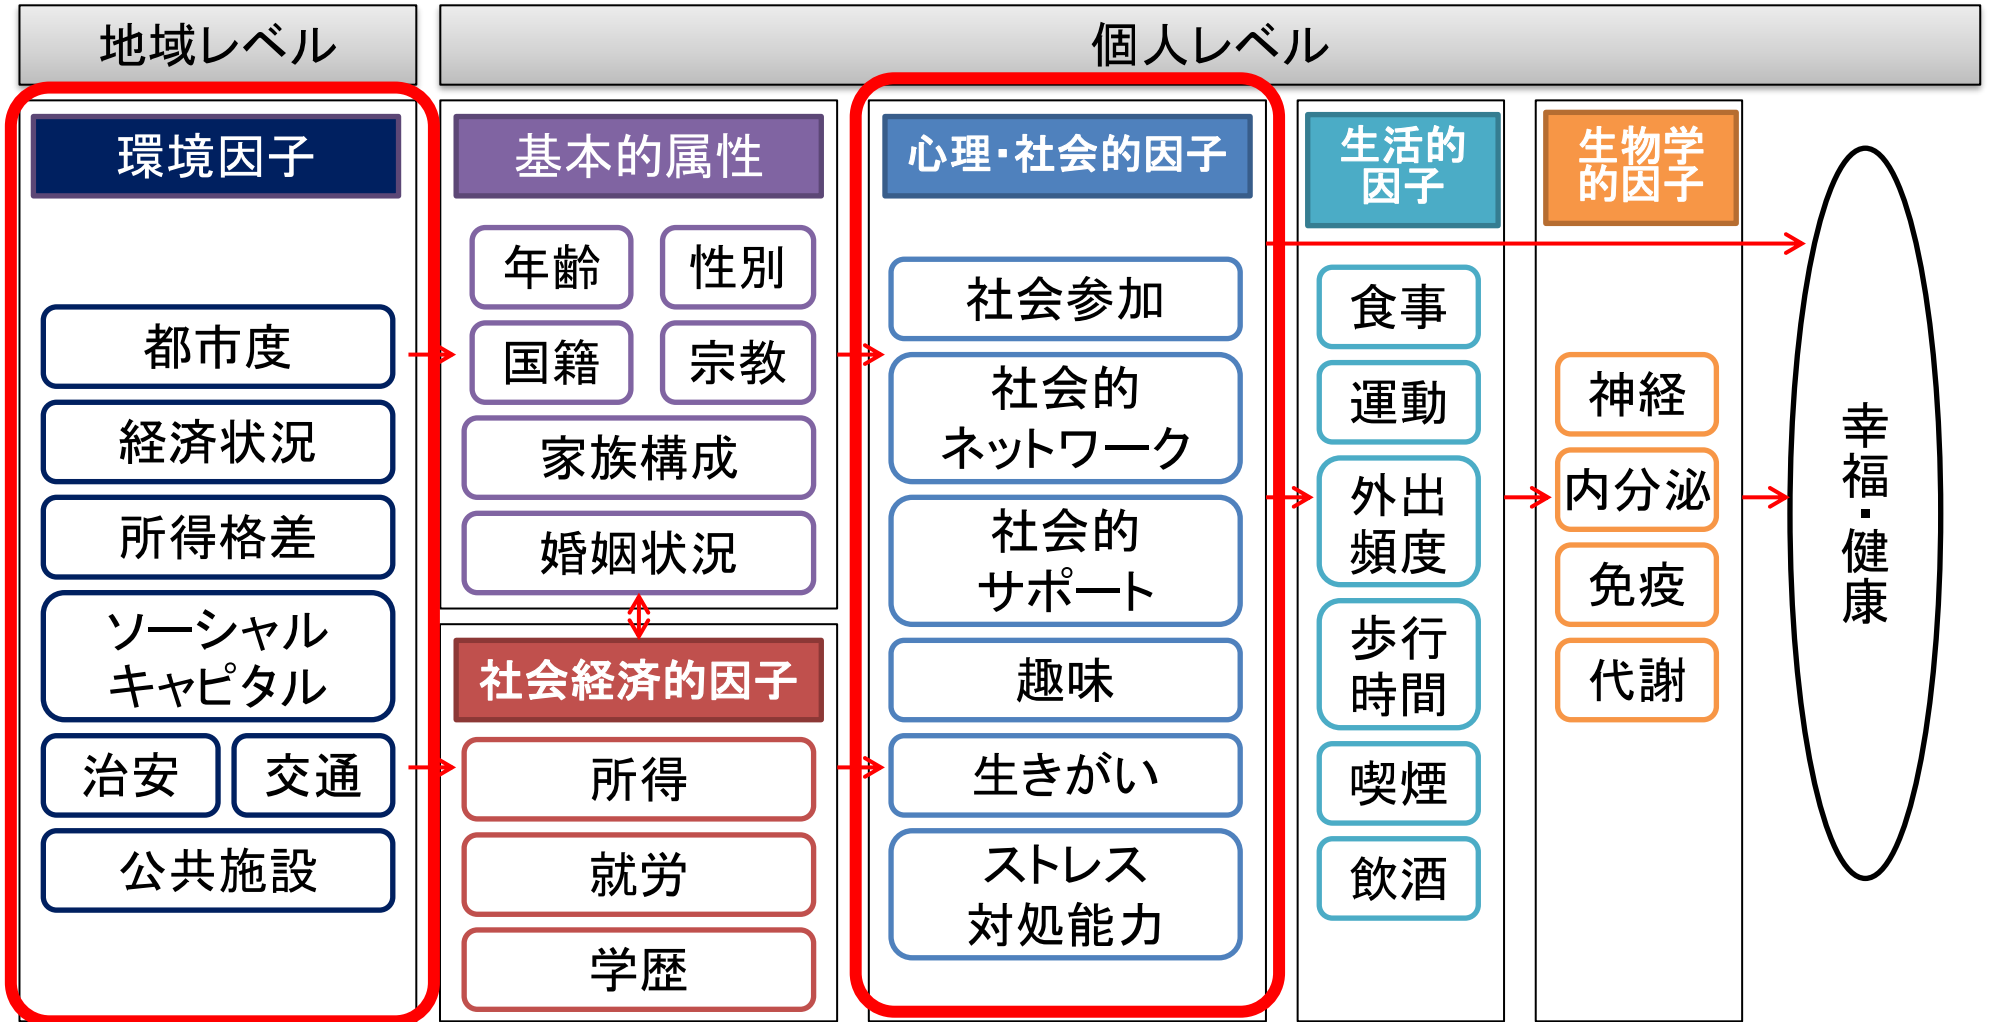 地域レベル
個人レベル
環境因子
都市度
経済状況
所得格差
ソーシャル
キャピタル
治安
交通
公共施設
基本的属性
年齢
性別
国籍
宗教
家族構成
婚姻状況
社会経済的因子
所得
就労
学歴
心理・社会的因子
社会参加
社会的
ネットワーク
社会的
サポート
趣味
生きがい
ストレス
対処能力
生活的
因子
食事
運動
外出
頻度
歩行
時間
喫煙
飲酒
生物学
的因子
神経
内分泌
免疫
代謝
幸福・健康